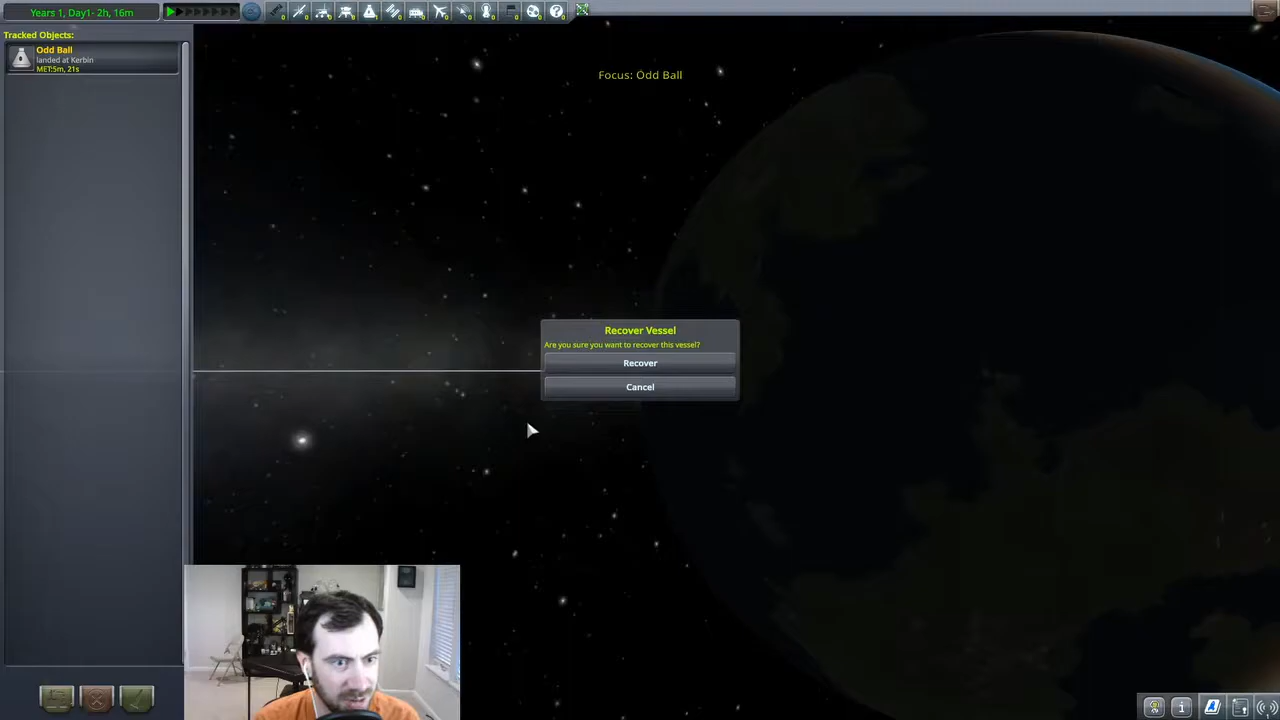 Years 1, Day1- 2h, 16m
Tracked Objects:
Odd Ball
landed at Kerbin
MET:5m, 21s
Focus: Odd Ball
Recover Vessel
Are you sure you want to recover this vessel?
Recover
Cancel